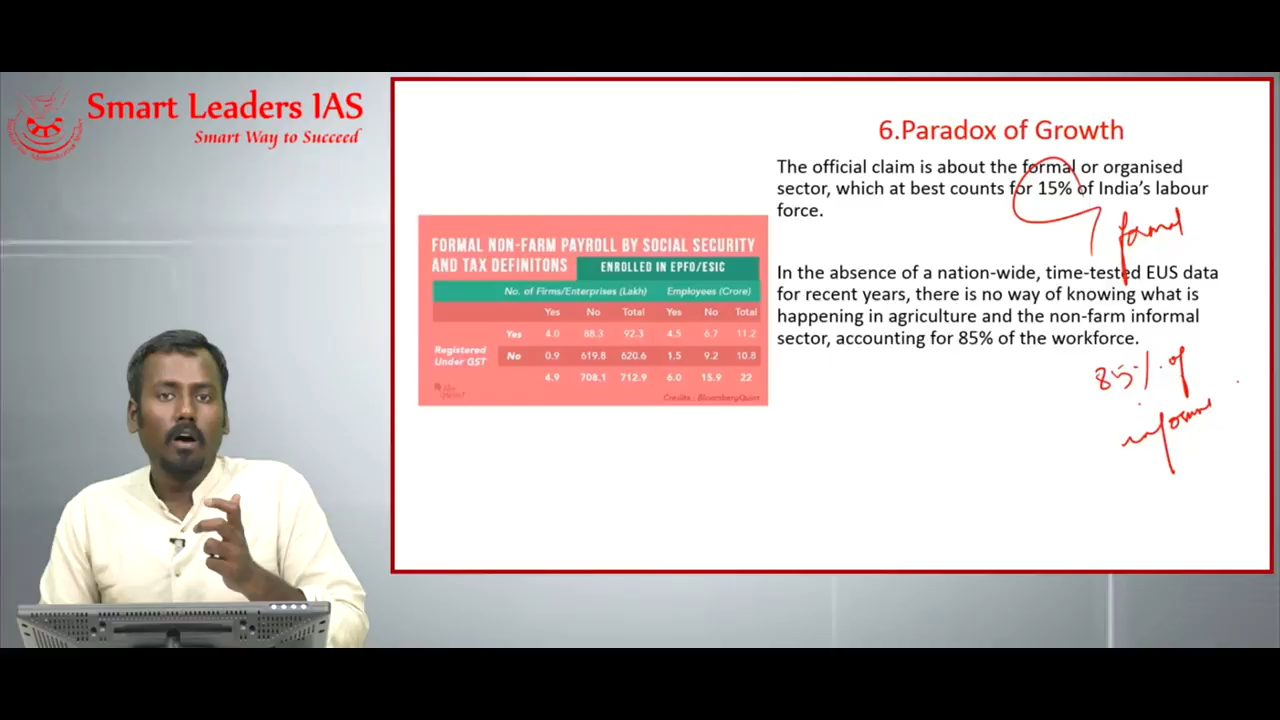 Smart Leaders IAS
Smart Way to Succeed
6.Paradox of Growth
The official claim is about the formal or organised
sector, which at best counts for 15% of India's labour
force.
formal
In the absence of a nation-wide, time-tested EUS data
for recent years, there is no way of knowing what is
happening in agriculture and the non-farm informal
sector, accounting for 85% of the workforce.
85% of
FORMAL NON-FARM PAYROLL BY SOCIAL SECURITY
AND TAX DEFINITONS ENROLLED IN EPFO/ESIC
No. of Firms/Enterprises (Lakh) Employees (Crore)
Yes No Total Yes No Total
Registered Under GST
Yes 4.0 88.3 92.3 4.5 6.7 11.2
No 0.9 619.8 620.6 1.5 9.2 10.8
4.9 708.1 712.9 6.0 15.9 22
Credits : BloombergQuint